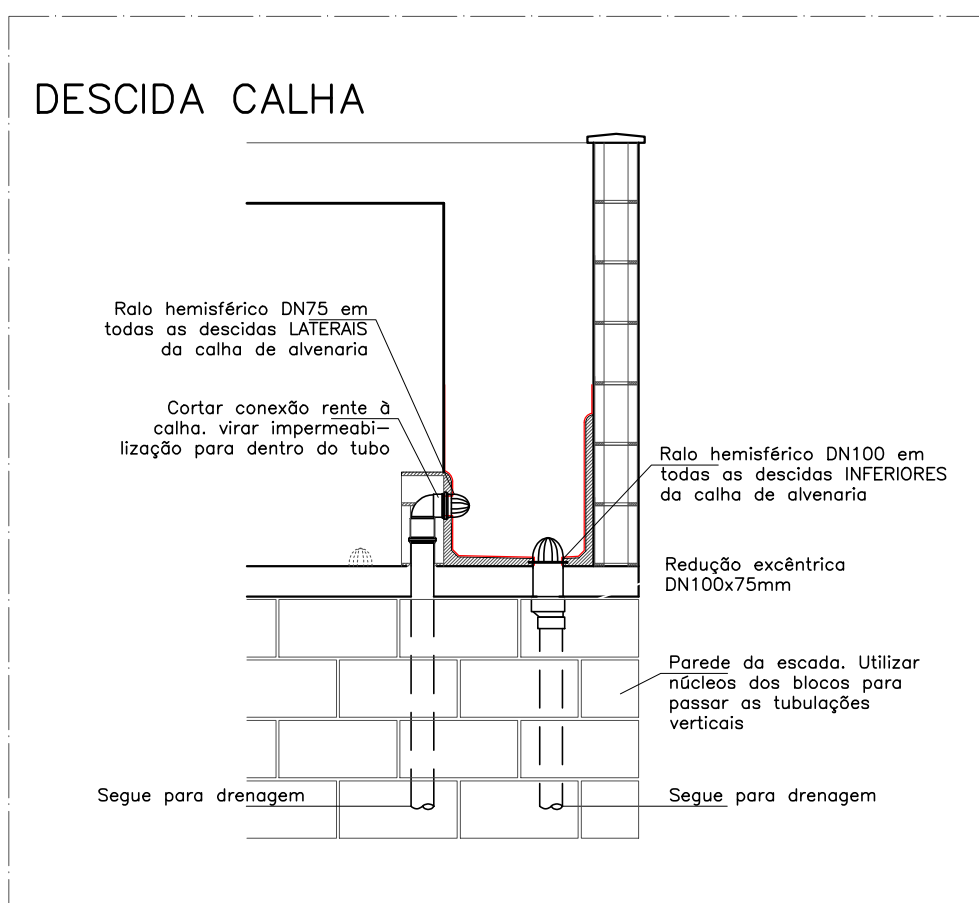 DESCIDA CALHA
Ralo hemisférico DN75 em
todas as descidas LATERAIS
da calha de alvenaria
Cortar conexão rente à
calha. virar impermeabi-
lização para dentro do tubo
Ralo hemisférico DN100 em
todas as descidas INFERIORES
da calha de alvenaria
Redução excêntrica
DN100x75mm
Parede da escada. Utilizar
núcleos dos blocos para
passar as tubulações
verticais
Segue para drenagem
Segue para drenagem